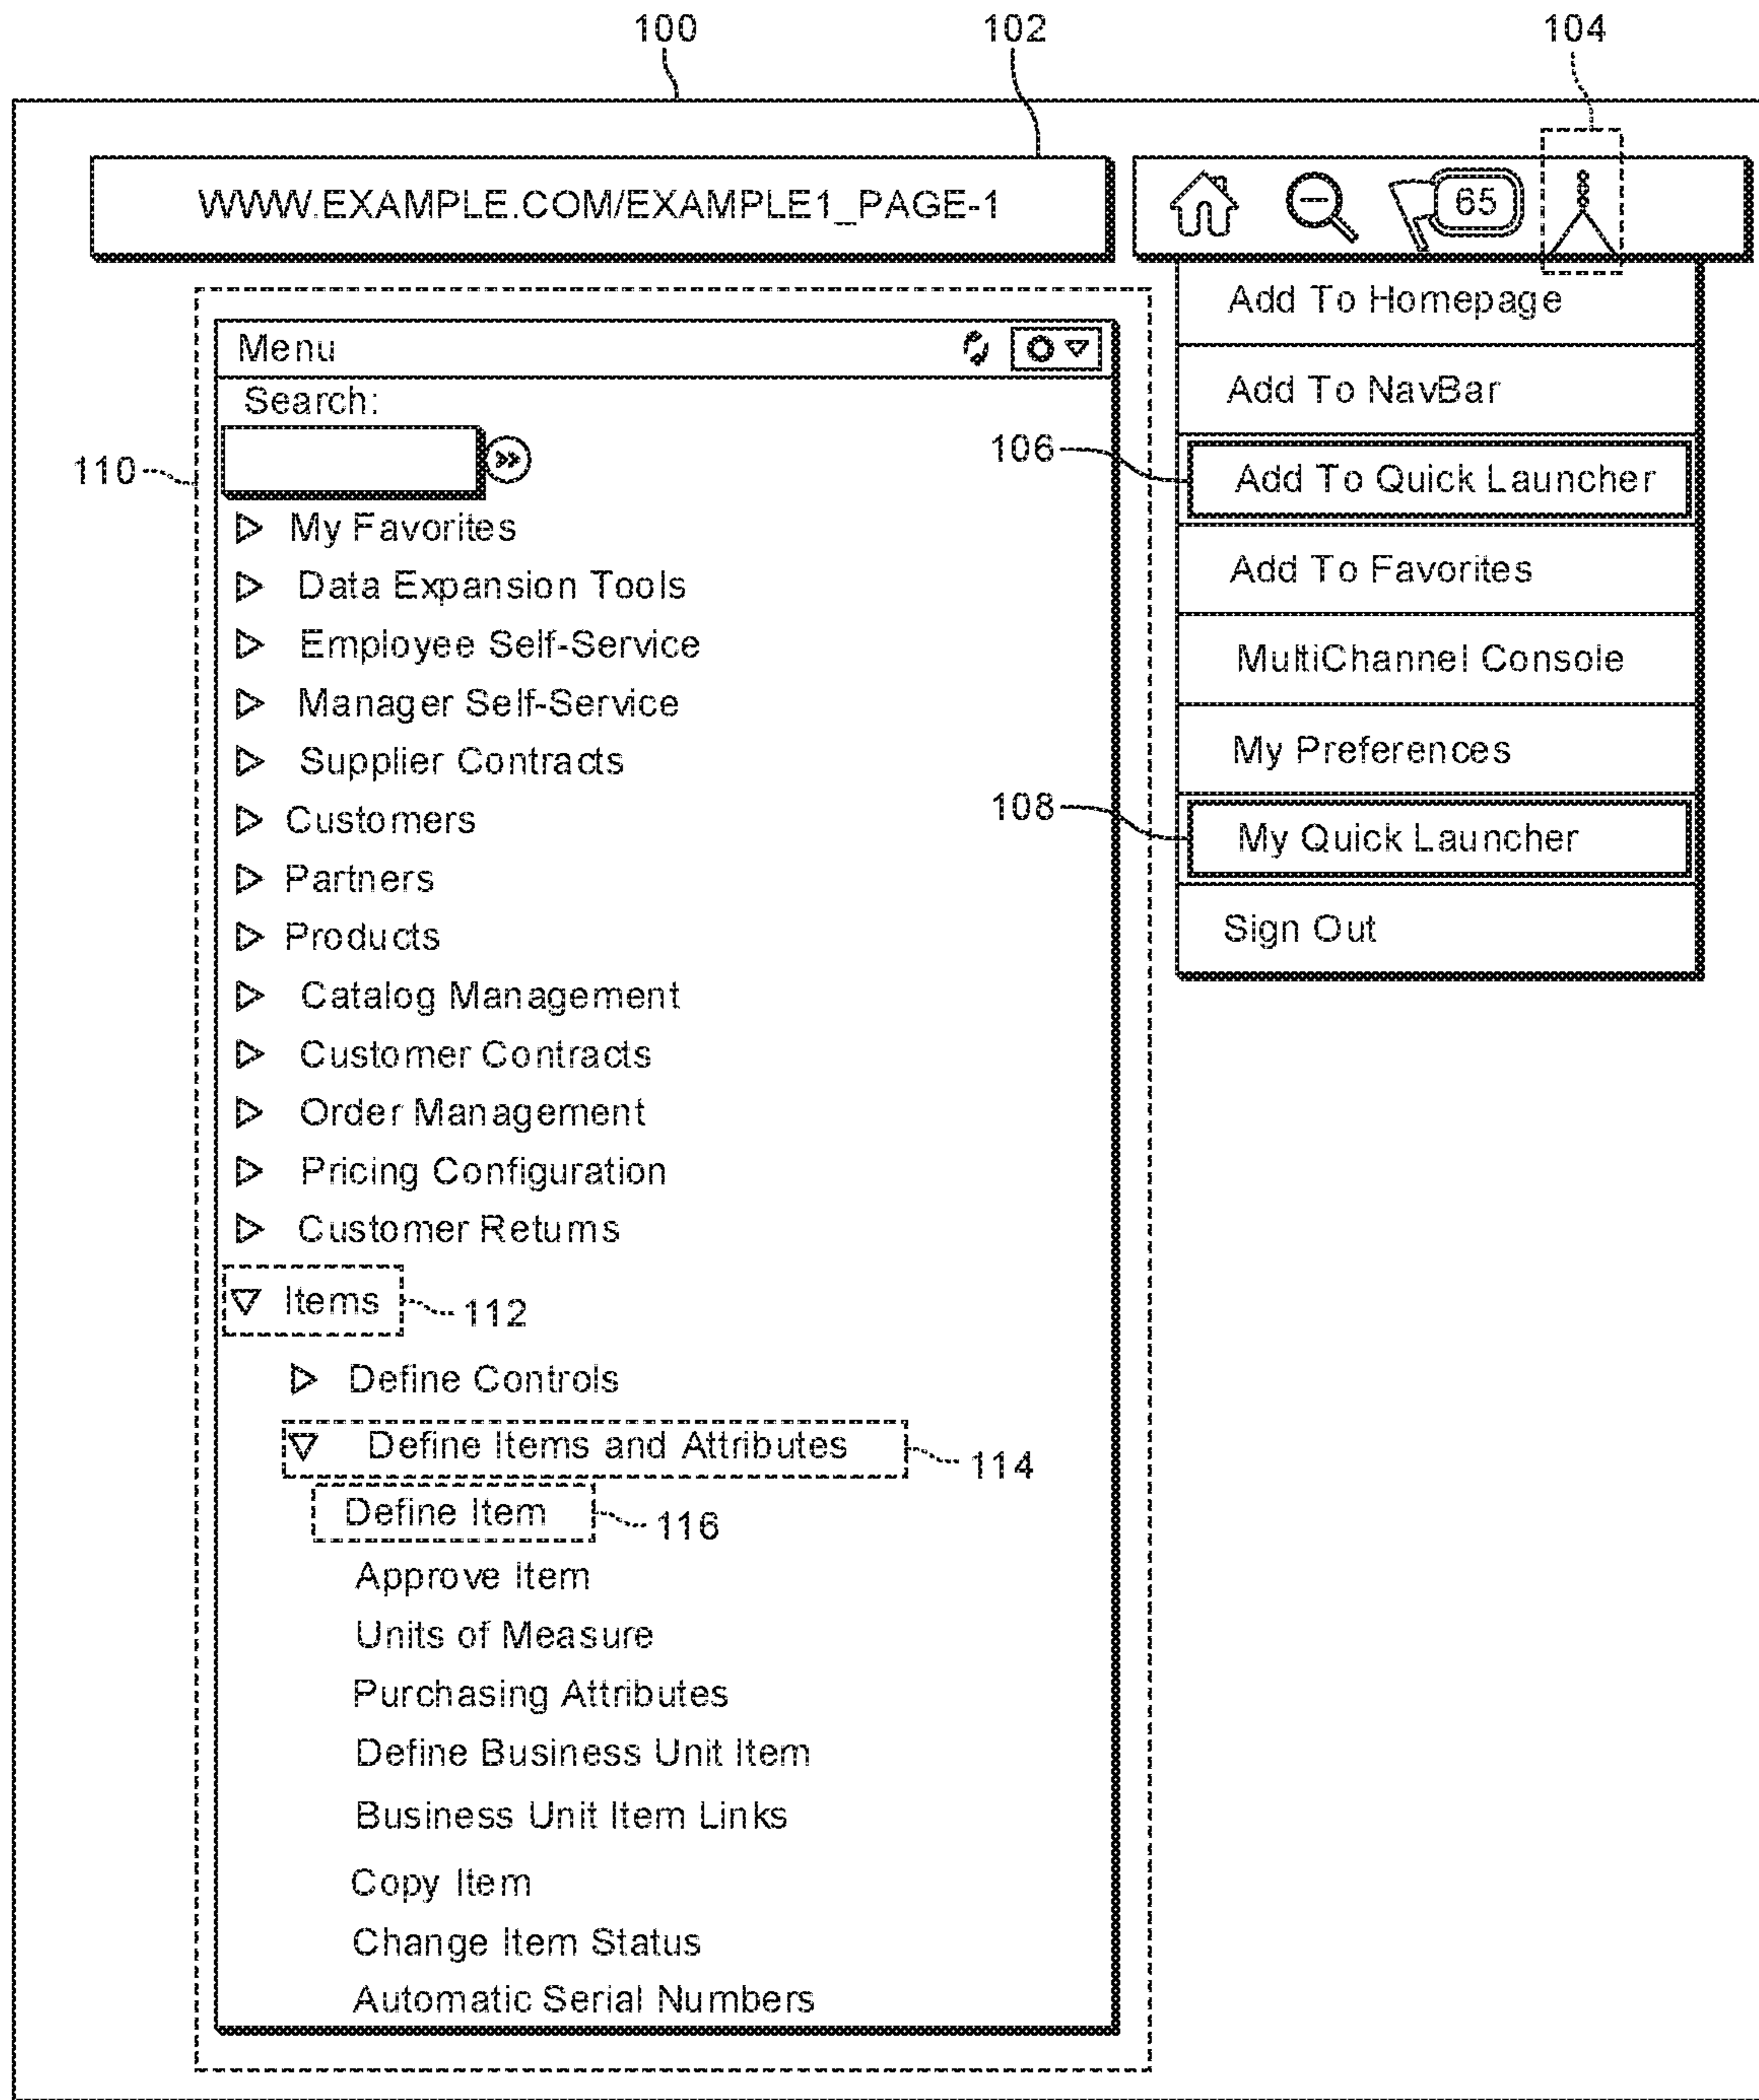 100 102 104
WWW.EXAMPLE.COM/EXAMPLE1_PAGE-1
65
Menu
Search:
110
My Favorites
Data Expansion Tools
Employee Self-Service
Manager Self-Service
Supplier Contracts
Customers
Partners
Products
Catalog Management
Customer Contracts
Order Management
Pricing Configuration
Customer Returns
Items
112
Define Controls
Define Items and Attributes
114
Define Item
116
Approve Item
Units of Measure
Purchasing Attributes
Define Business Unit Item
Business Unit Item Links
Copy Item
Change Item Status
Automatic Serial Numbers
Add To Homepage
Add To NavBar
106
Add To Quick Launcher
Add To Favorites
MultiChannel Console
My Preferences
108
My Quick Launcher
Sign Out